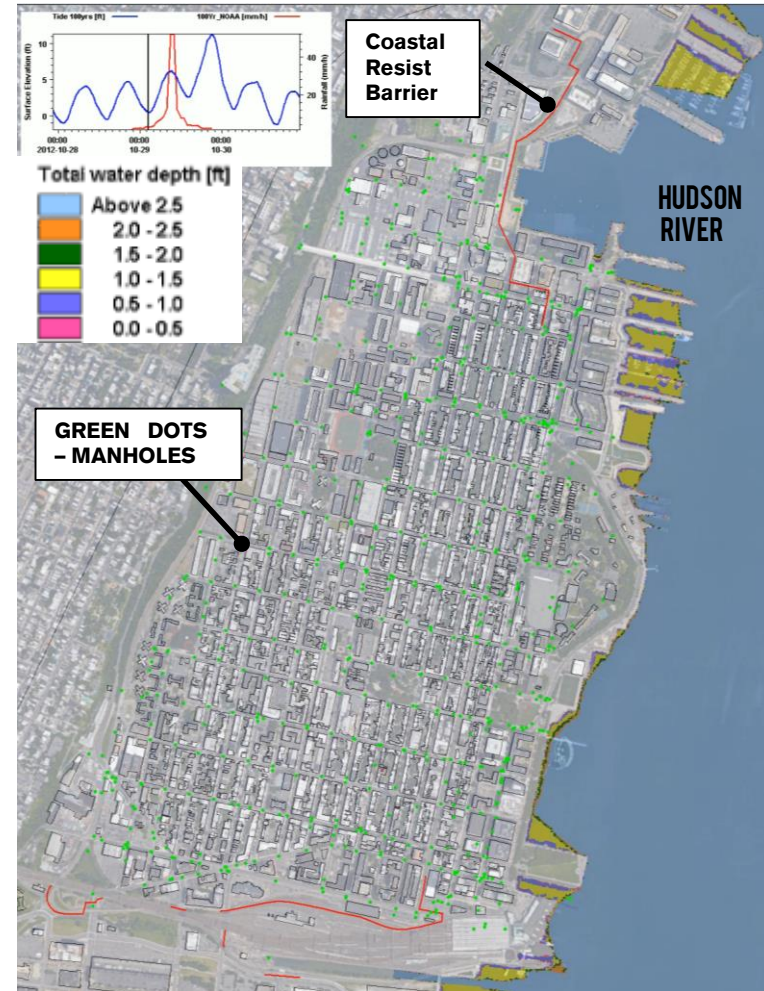 Tide 100yrs [ft]
100Yr_NOAA [mm/h]
Surface Elevation (ft)
10
5
0
Rainfall (mm/h)
40
20
00:00
2012-10-28
00:00
10-29
00:00
10-30
Total water depth [ft]
Above 2.5
2.0 - 2.5
1.5 - 2.0
1.0 - 1.5
0.5 - 1.0
0.0 - 0.5
Coastal
Resist
Barrier
HUDSON
RIVER
GREEN DOTS
– MANHOLES